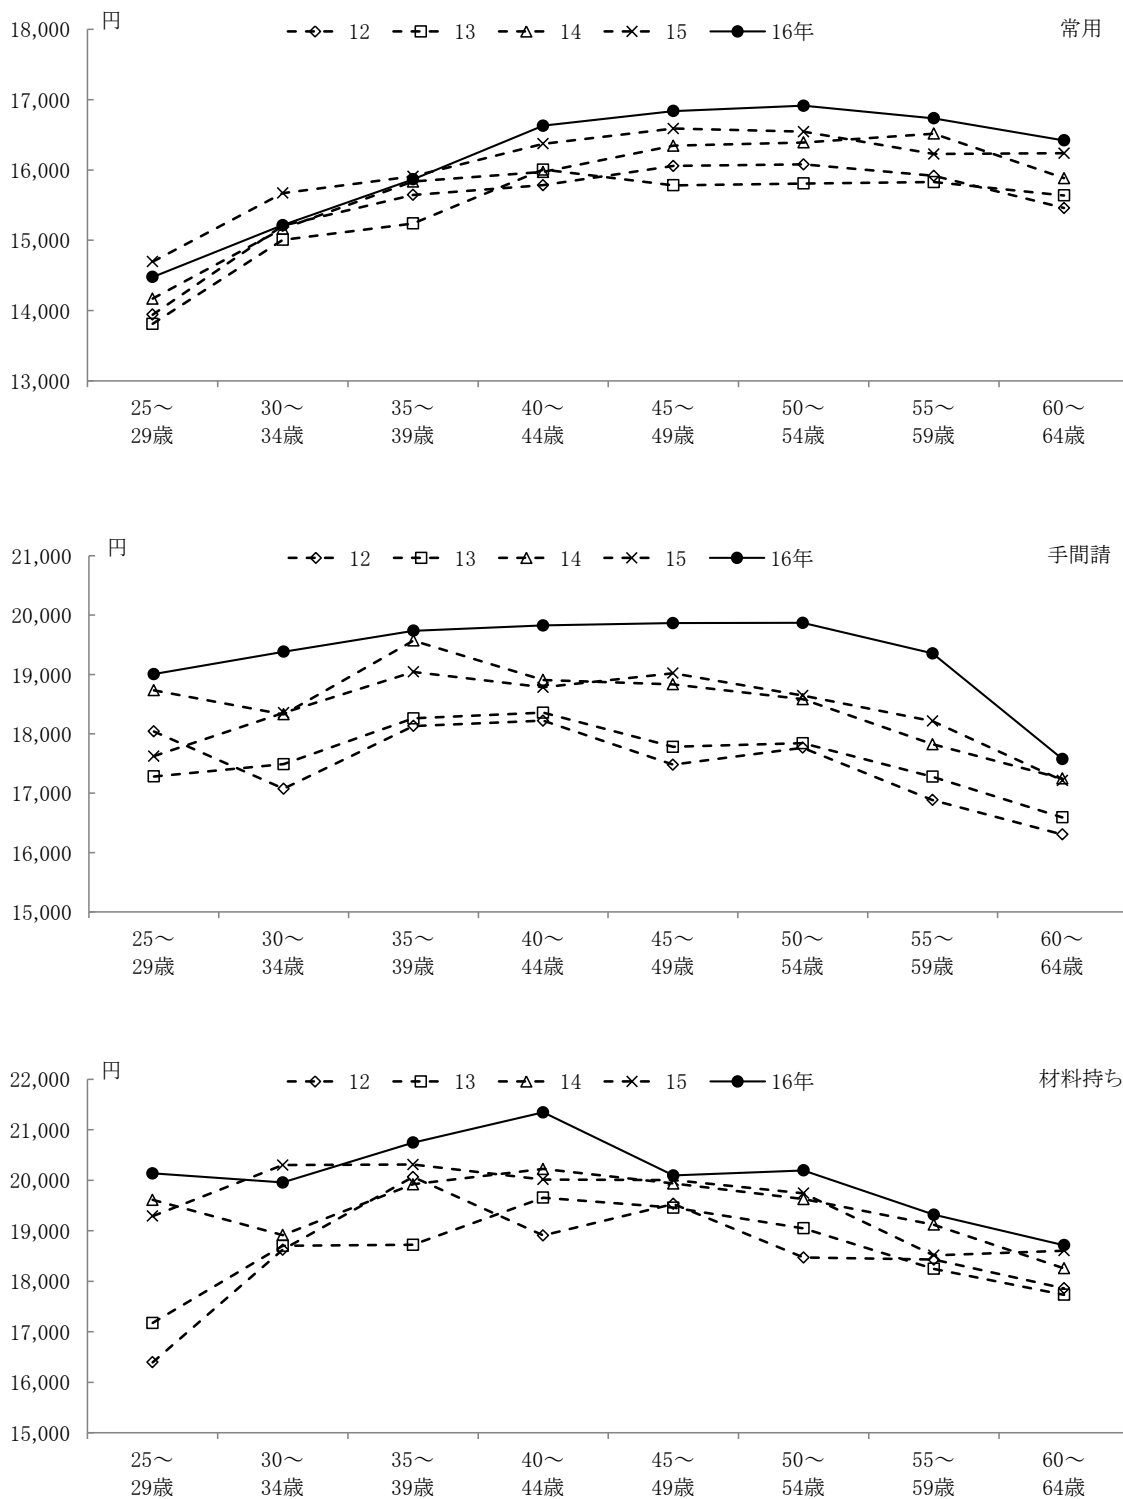 円
12 13 14 15 16年
常用
18,000
17,000
16,000
15,000
14,000
13,000
25～ 30～ 35～ 40～ 45～ 50～ 55～ 60～
29歳 34歳 39歳 44歳 49歳 54歳 59歳 64歳
円
12 13 14 15 16年
手間請
21,000
20,000
19,000
18,000
17,000
16,000
15,000
25～ 30～ 35～ 40～ 45～ 50～ 55～ 60～
29歳 34歳 39歳 44歳 49歳 54歳 59歳 64歳
円
12 13 14 15 16年
材料持ち
22,000
21,000
20,000
19,000
18,000
17,000
16,000
15,000
25～ 30～ 35～ 40～ 45～ 50～ 55～ 60～
29歳 34歳 39歳 44歳 49歳 54歳 59歳 64歳